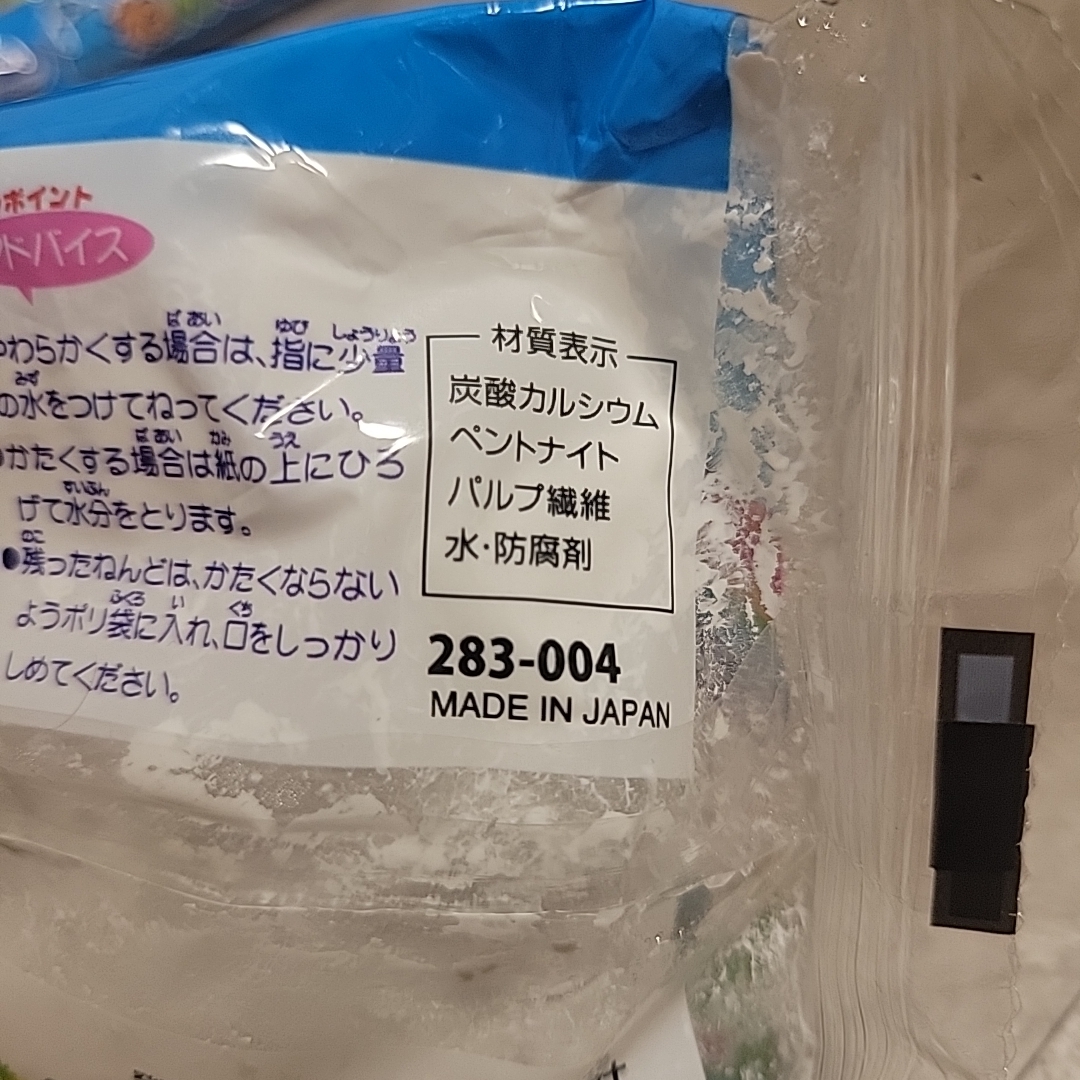 ポイント
ドバイス
わらかくする場合は、指に少量
の水をつけてねってください。
かたくする場合は紙の上にひろ
げて水分をとります。
●残ったねんどは、かたくならない
ようポリ袋に入れ、口をしっかり
しめてください。
材質表示
炭酸カルシウム
ペントナイト
パルプ繊維
水・防腐剤
283-004
MADE IN JAPAN